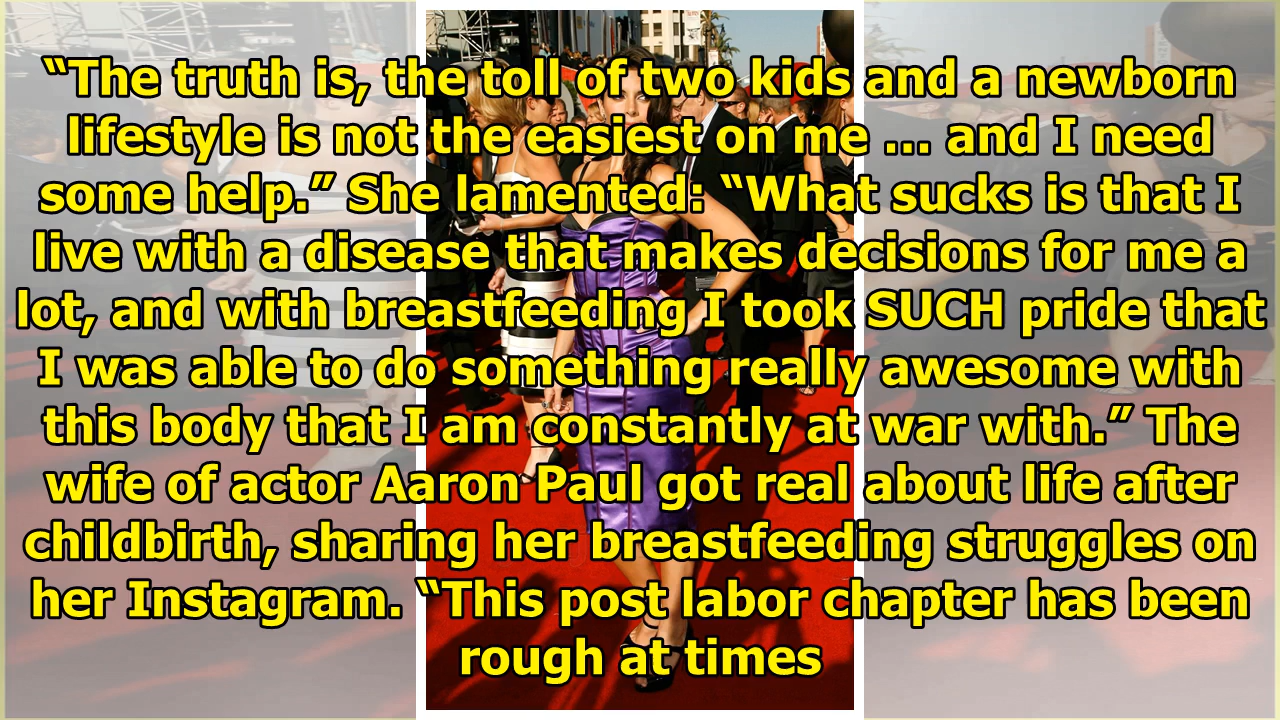 “The truth is, the toll of two kids and a newborn
lifestyle is not the easiest on me ... and I need
some help.” She lamented: “What sucks is that I
live with a disease that makes decisions for me a
lot, and with breastfeeding I took SUCH pride that
I was able to do something really awesome with
this body that I am constantly at war with.” The
wife of actor Aaron Paul got real about life after
childbirth, sharing her breastfeeding struggles on
her Instagram. “This post labor chapter has been
rough at times